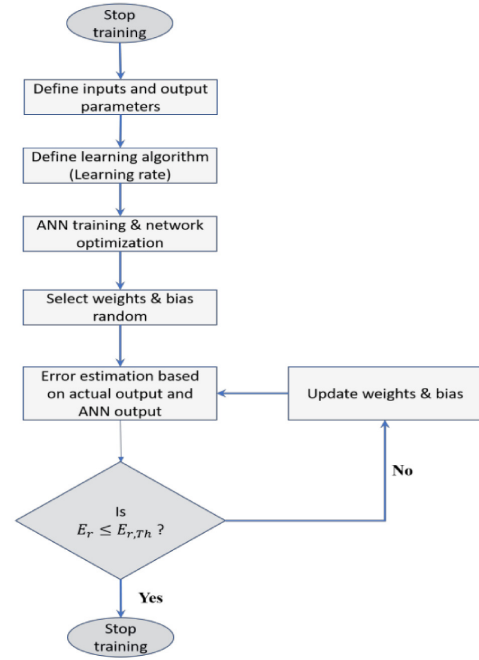 Stop
training
Define inputs and output
parameters
Define learning algorithm
(Learning rate)
ANN training & network
optimization
Select weights & bias
random
Error estimation based
on actual output and
ANN output
Update weights & bias
No
Is
$E_r \leq E_{r,Th}$ ?
Yes
Stop
training